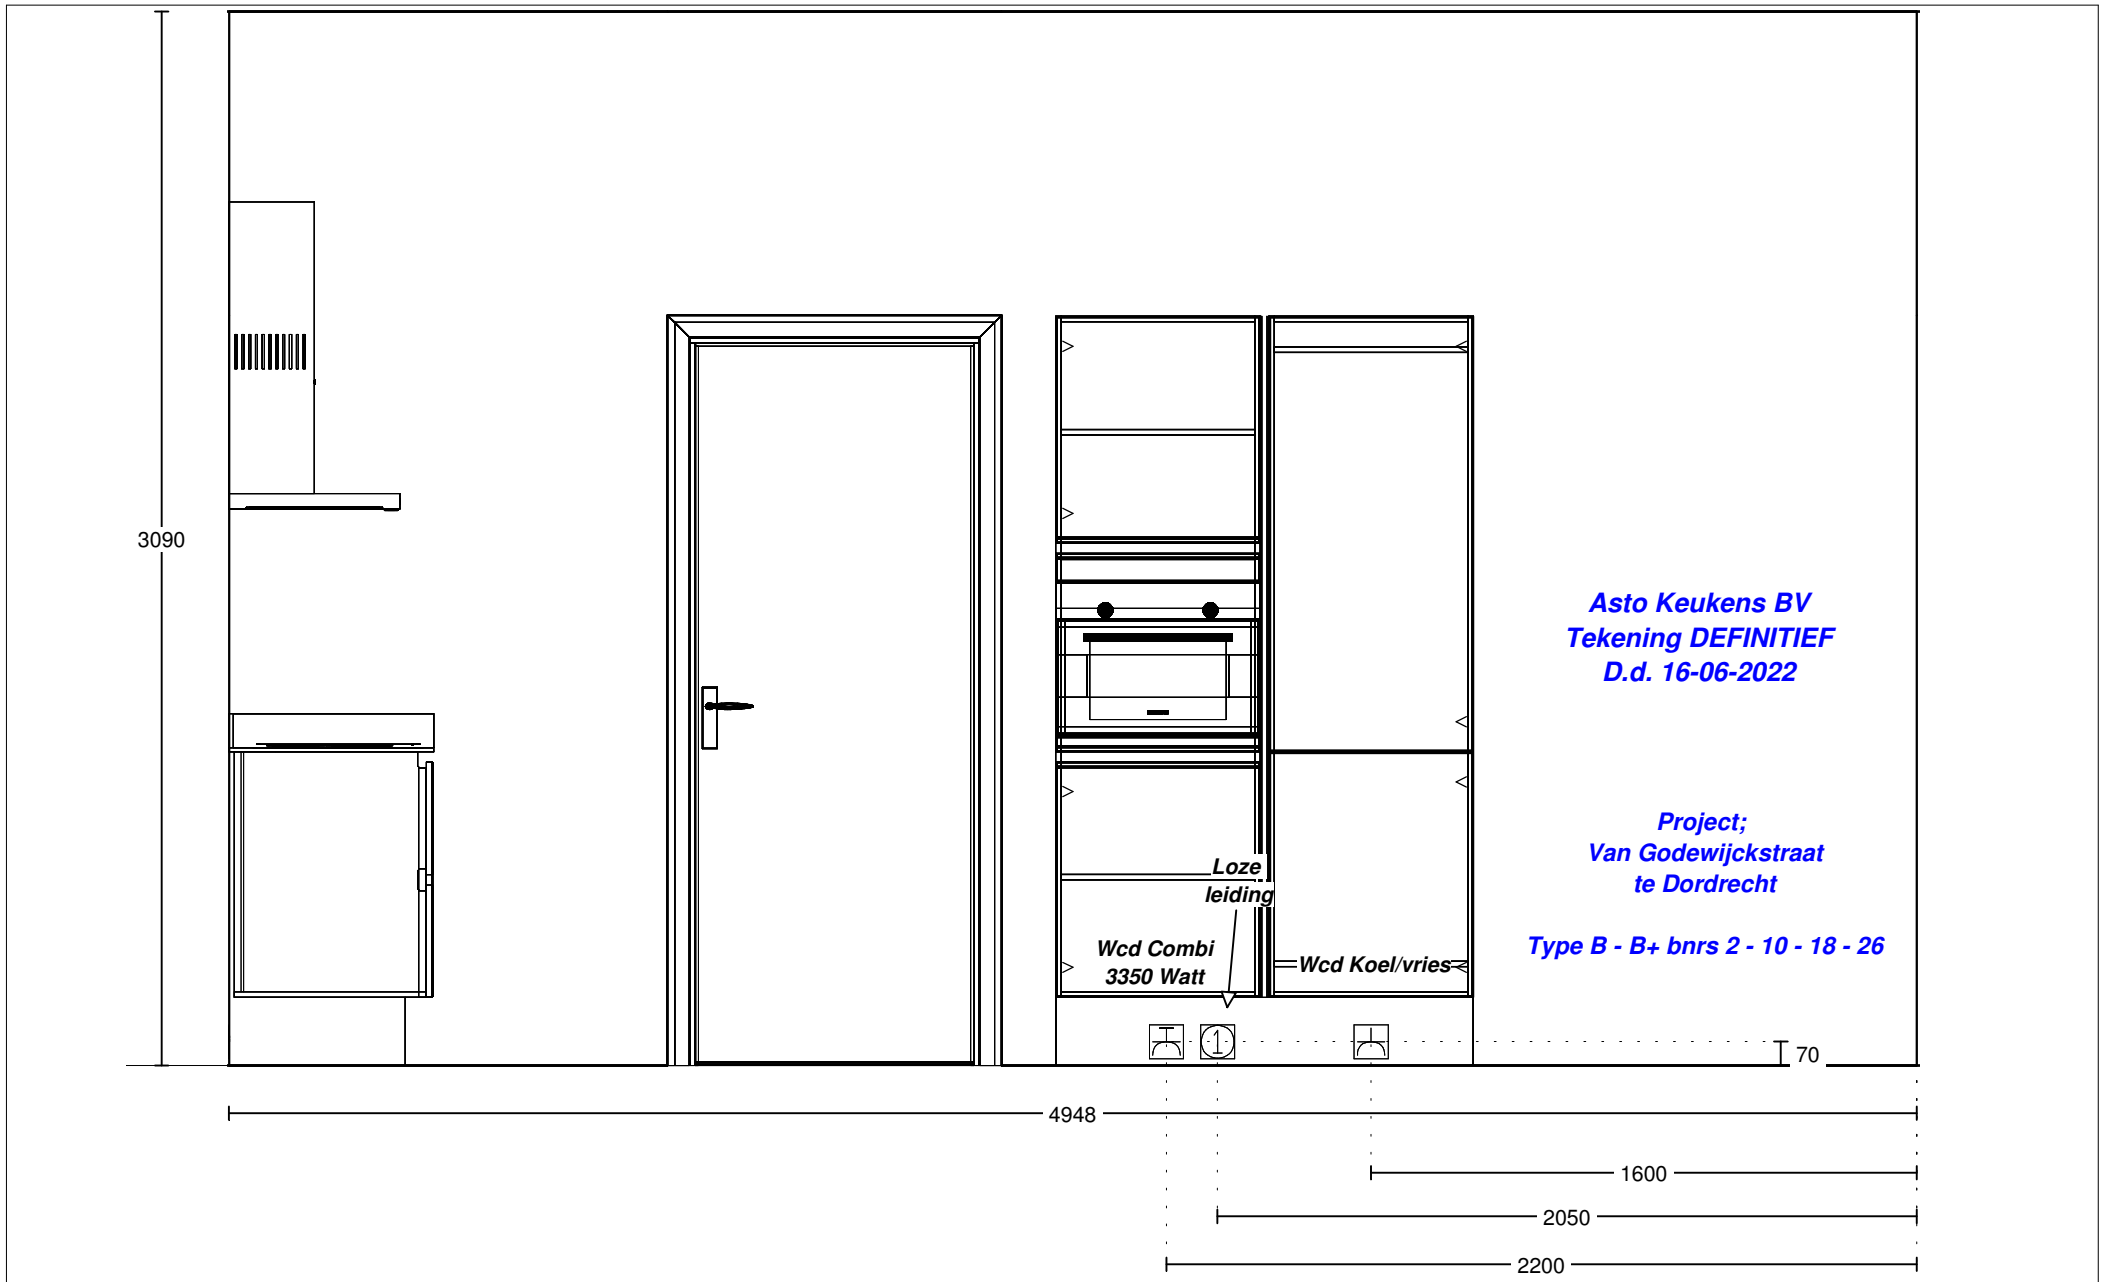 3090
Asto Keukens BV
Tekening DEFINITIEF
D.d. 16-06-2022
Project;
Van Godewijckstraat
te Dordrecht
Type B - B+ bnrs 2 - 10 - 18 - 26
Loze
leiding
Wcd Combi
3350 Watt
Wcd Koel/vries
1
70
4948
1600
2050
2200